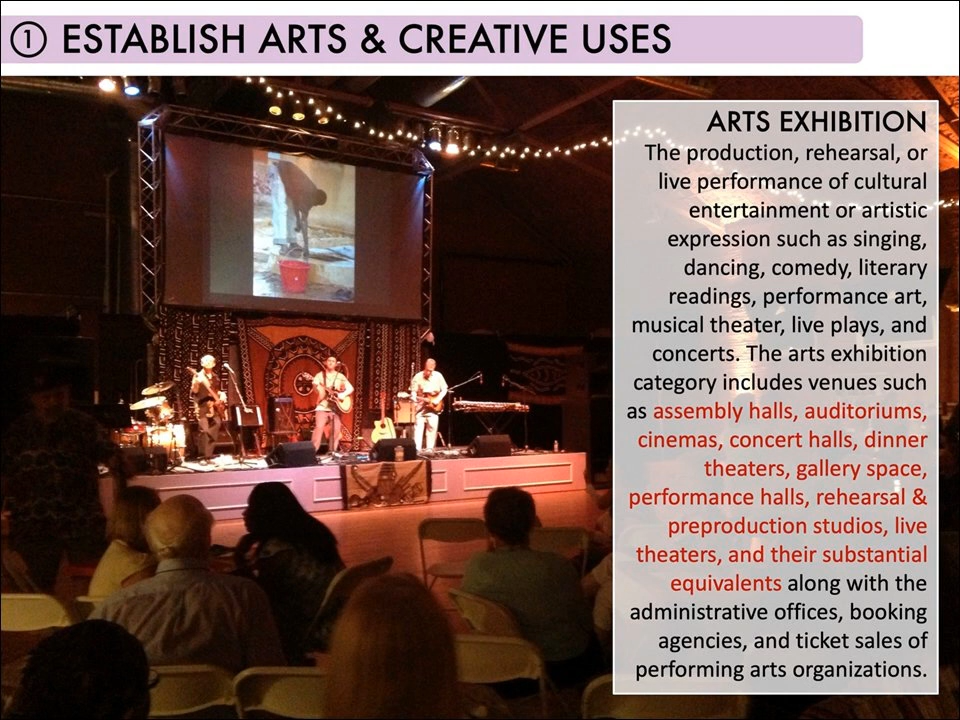 ① ESTABLISH ARTS & CREATIVE USES
ARTS EXHIBITION
The production, rehearsal, or
live performance of cultural
entertainment or artistic
expression such as singing,
dancing, comedy, literary
readings, performance art,
musical theater, live plays, and
concerts. The arts exhibition
category includes venues such
as assembly halls, auditoriums,
cinemas, concert halls, dinner
theaters, gallery space,
performance halls, rehearsal &
preproduction studios, live
theaters, and their substantial
equivalents along with the
administrative offices, booking
agencies, and ticket sales of
performing arts organizations.